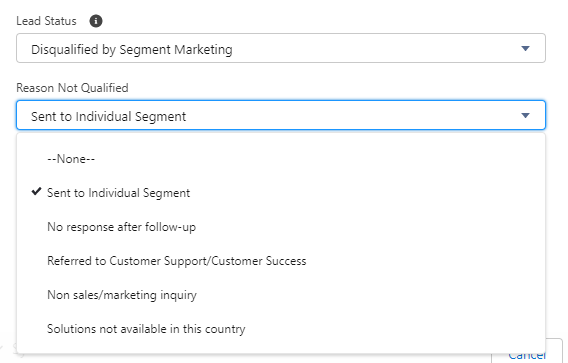 Lead Status
Disqualified by Segment Marketing
Reason Not Qualified
Sent to Individual Segment
--None--
Sent to Individual Segment
No response after follow-up
Referred to Customer Support/Customer Success
Non sales/marketing inquiry
Solutions not available in this country
Cancel